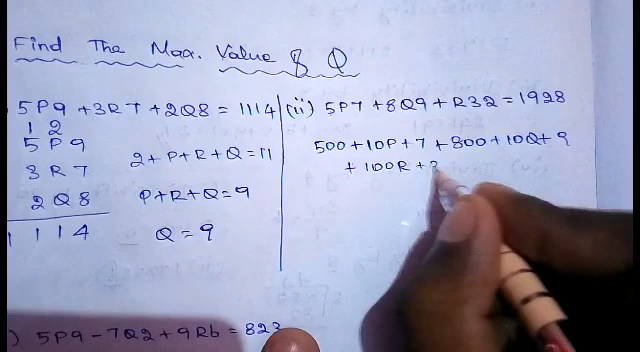 Find The Max. Value of Q
5P9 + 3R7 + 2Q8 = 1114
1 2
5 P 9
3 R 7
2 Q 8
1 1 1 4
2+P+R+Q=11
P+R+Q=9
Q=9
(ii) 5P7 + 8Q9 + R32 = 1928
500+10P+7+800+10Q+9
+100R+3
) 5P9 - 7Q2 + 9R6 = 823